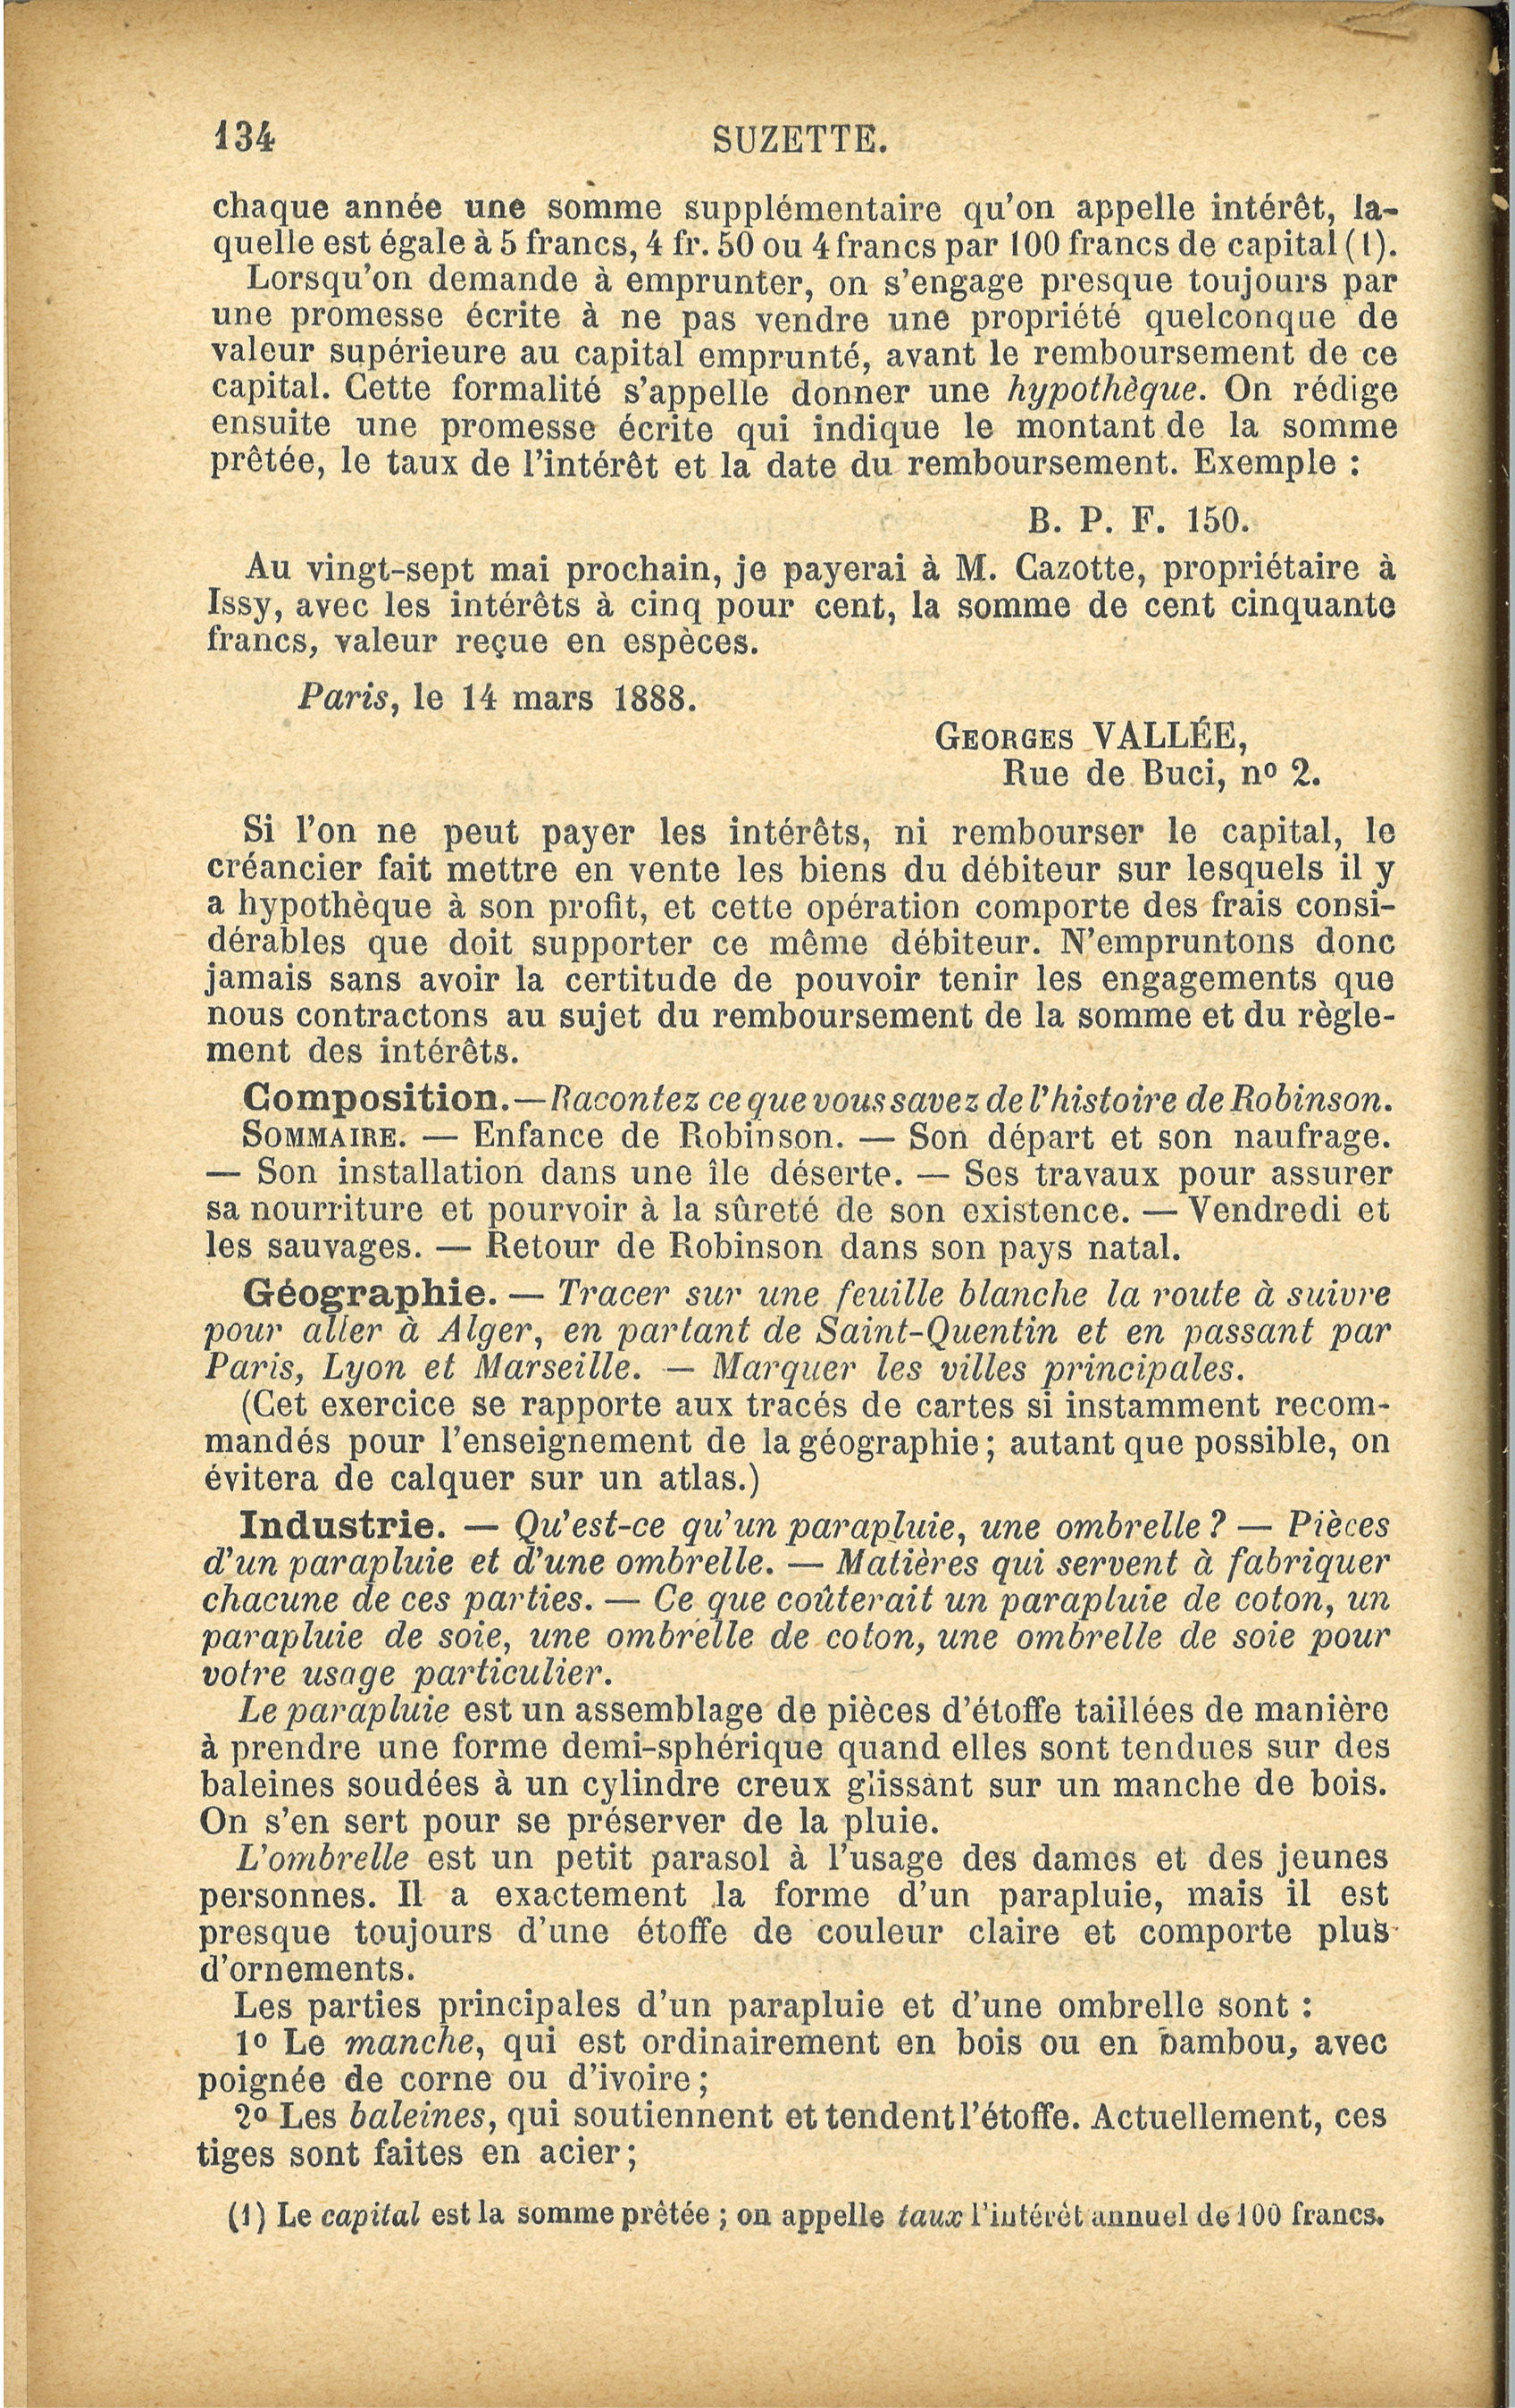 134
SUZETTE.
chaque année une somme supplémentaire qu'on appelle intérêt, la-
quelle est égale à 5 francs, 4 fr. 50 ou 4 francs par 100 francs de capital (1).
Lorsqu'on demande à emprunter, on s'engage presque toujours par
une promesse écrite à ne pas vendre une propriété quelconque de
valeur supérieure au capital emprunté, avant le remboursement de ce
capital. Cette formalité s'appelle donner une hypothèque. On rédige
ensuite une promesse écrite qui indique le montant de la somme
prêtée, le taux de l'intérêt et la date du remboursement. Exemple :
B. P. F. 150.
Au vingt-sept mai prochain, je payerai à M. Cazotte, propriétaire à
Issy, avec les intérêts à cinq pour cent, la somme de cent cinquante
francs, valeur reçue en espèces.
Paris, le 14 mars 1888.
GEORGES VALLÉE,
Rue de Buci, nº 2.
Si l'on ne peut payer les intérêts, ni rembourser le capital, le
créancier fait mettre en vente les biens du débiteur sur lesquels il y
a hypothèque à son profit, et cette opération comporte des frais consi-
dérables que doit supporter ce même débiteur. N'empruntons donc
jamais sans avoir la certitude de pouvoir tenir les engagements que
nous contractons au sujet du remboursement de la somme et du règle-
ment des intérêts.
Composition. — Racontez ce que vous savez de l'histoire de Robinson.
SOMMAIRE. — Enfance de Robinson. — Son départ et son naufrage.
— Son installation dans une île déserte. — Ses travaux pour assurer
sa nourriture et pourvoir à la sûreté de son existence. — Vendredi et
les sauvages. — Retour de Robinson dans son pays natal.
Géographie. — Tracer sur une feuille blanche la route à suivre
pour aller à Alger, en partant de Saint-Quentin et en passant par
Paris, Lyon et Marseille. — Marquer les villes principales.
(Cet exercice se rapporte aux tracés de cartes si instamment recom-
mandés pour l'enseignement de la géographie ; autant que possible, on
évitera de calquer sur un atlas.)
Industrie. — Qu'est-ce qu'un parapluie, une ombrelle ? — Pièces
d'un parapluie et d'une ombrelle. — Matières qui servent à fabriquer
chacune de ces parties. — Ce que coûterait un parapluie de coton, un
parapluie de soie, une ombrelle de coton, une ombrelle de soie pour
votre usage particulier.
Le parapluie est un assemblage de pièces d'étoffe taillées de manière
à prendre une forme demi-sphérique quand elles sont tendues sur des
baleines soudées à un cylindre creux glissant sur un manche de bois.
On s'en sert pour se préserver de la pluie.
L'ombrelle est un petit parasol à l'usage des dames et des jeunes
personnes. Il a exactement la forme d'un parapluie, mais il est
presque toujours d'une étoffe de couleur claire et comporte plus
d'ornements.
Les parties principales d'un parapluie et d'une ombrelle sont :
1º Le manche, qui est ordinairement en bois ou en bambou, avec
poignée de corne ou d'ivoire ;
2º Les baleines, qui soutiennent et tendent l'étoffe. Actuellement, ces
tiges sont faites en acier ;
(1) Le capital est la somme prêtée ; on appelle taux l'intérêt annuel de 100 francs.